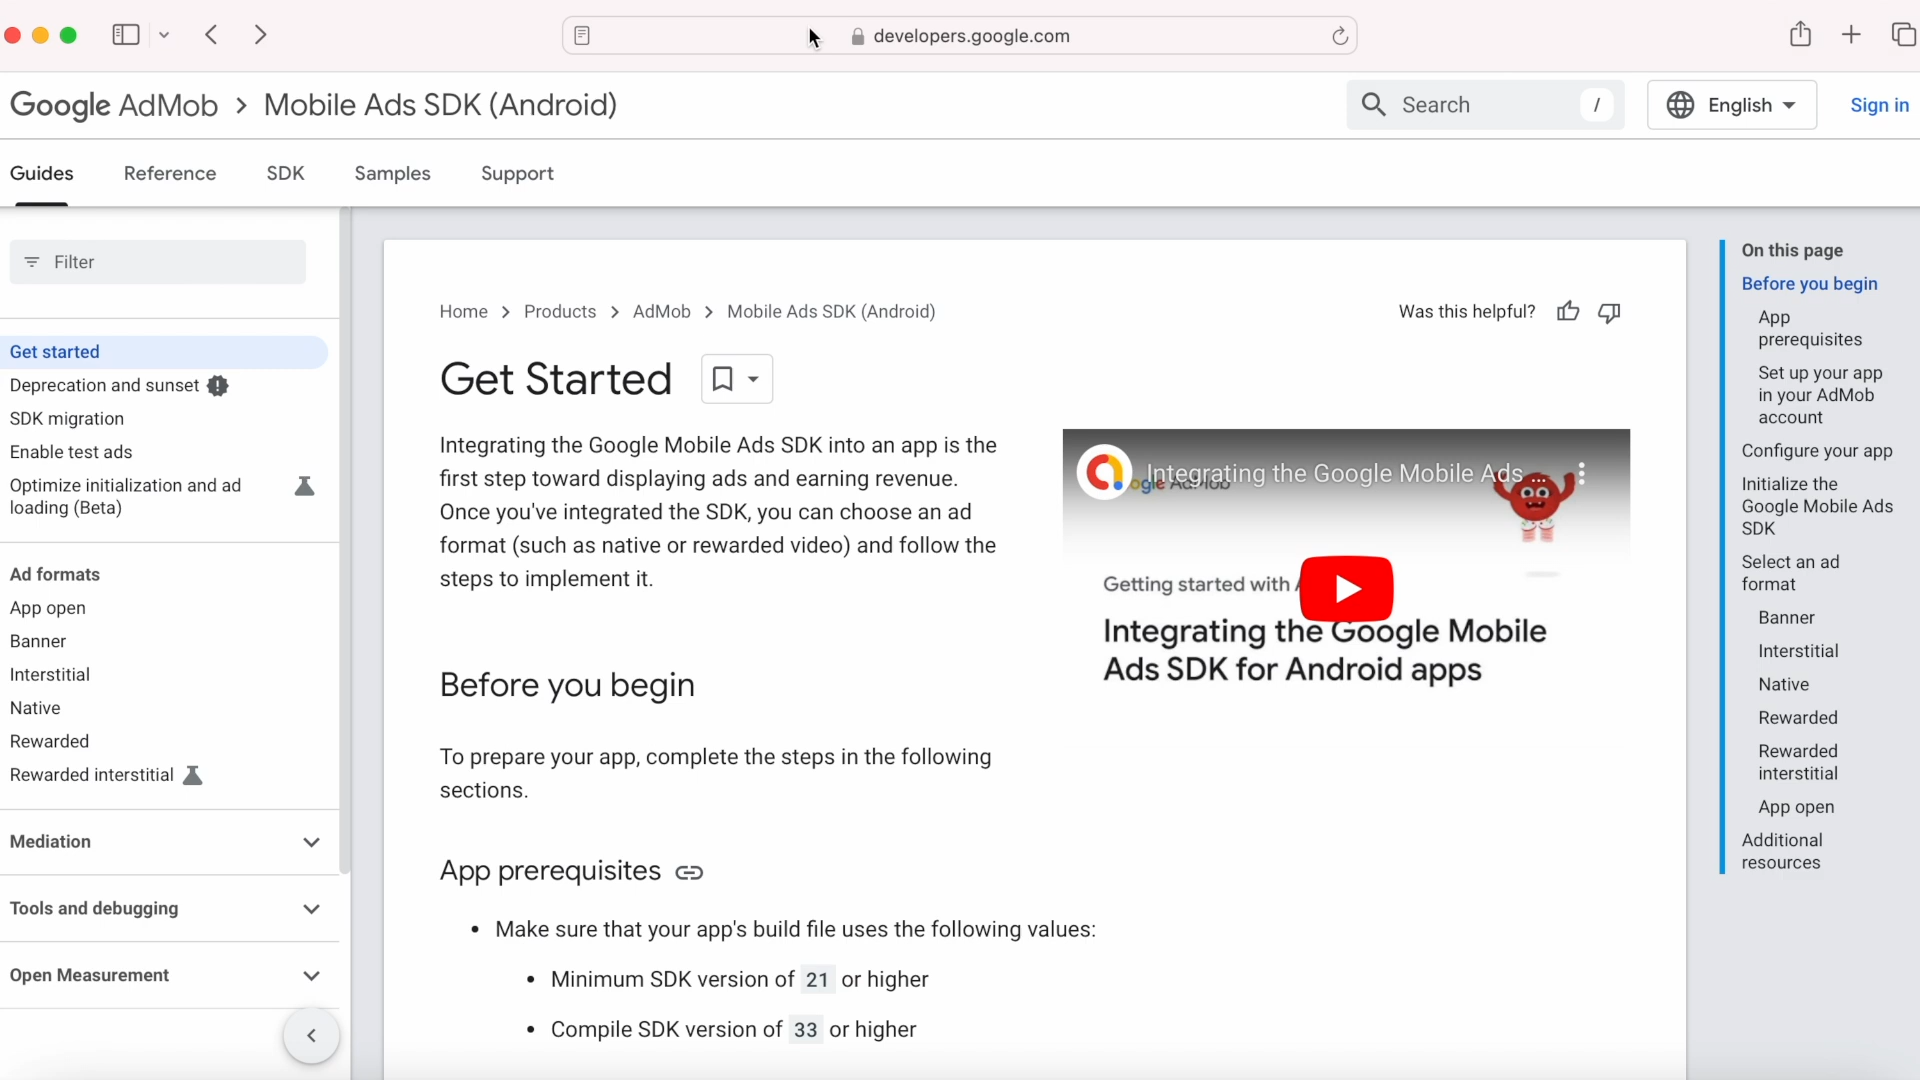 developers.google.com
Google AdMob > Mobile Ads SDK (Android)
Search /
English
Sign in
Guides Reference SDK Samples Support
Filter
Get started
Deprecation and sunset
SDK migration
Enable test ads
Optimize initialization and ad
loading (Beta)
Ad formats
App open
Banner
Interstitial
Native
Rewarded
Rewarded interstitial
Mediation
Tools and debugging
Open Measurement
Home > Products > AdMob > Mobile Ads SDK (Android)
Was this helpful?
Get Started
Integrating the Google Mobile Ads SDK into an app is the
first step toward displaying ads and earning revenue.
Once you've integrated the SDK, you can choose an ad
format (such as native or rewarded video) and follow the
steps to implement it.
Integrating the Google Mobile Ads ...
ogle AdMob
Getting started with
Integrating the Google Mobile
Ads SDK for Android apps
Before you begin
To prepare your app, complete the steps in the following
sections.
App prerequisites
• Make sure that your app's build file uses the following values:
• Minimum SDK version of 21 or higher
• Compile SDK version of 33 or higher
On this page
Before you begin
App
prerequisites
Set up your app
in your AdMob
account
Configure your app
Initialize the
Google Mobile Ads
SDK
Select an ad
format
Banner
Interstitial
Native
Rewarded
Rewarded
interstitial
App open
Additional
resources